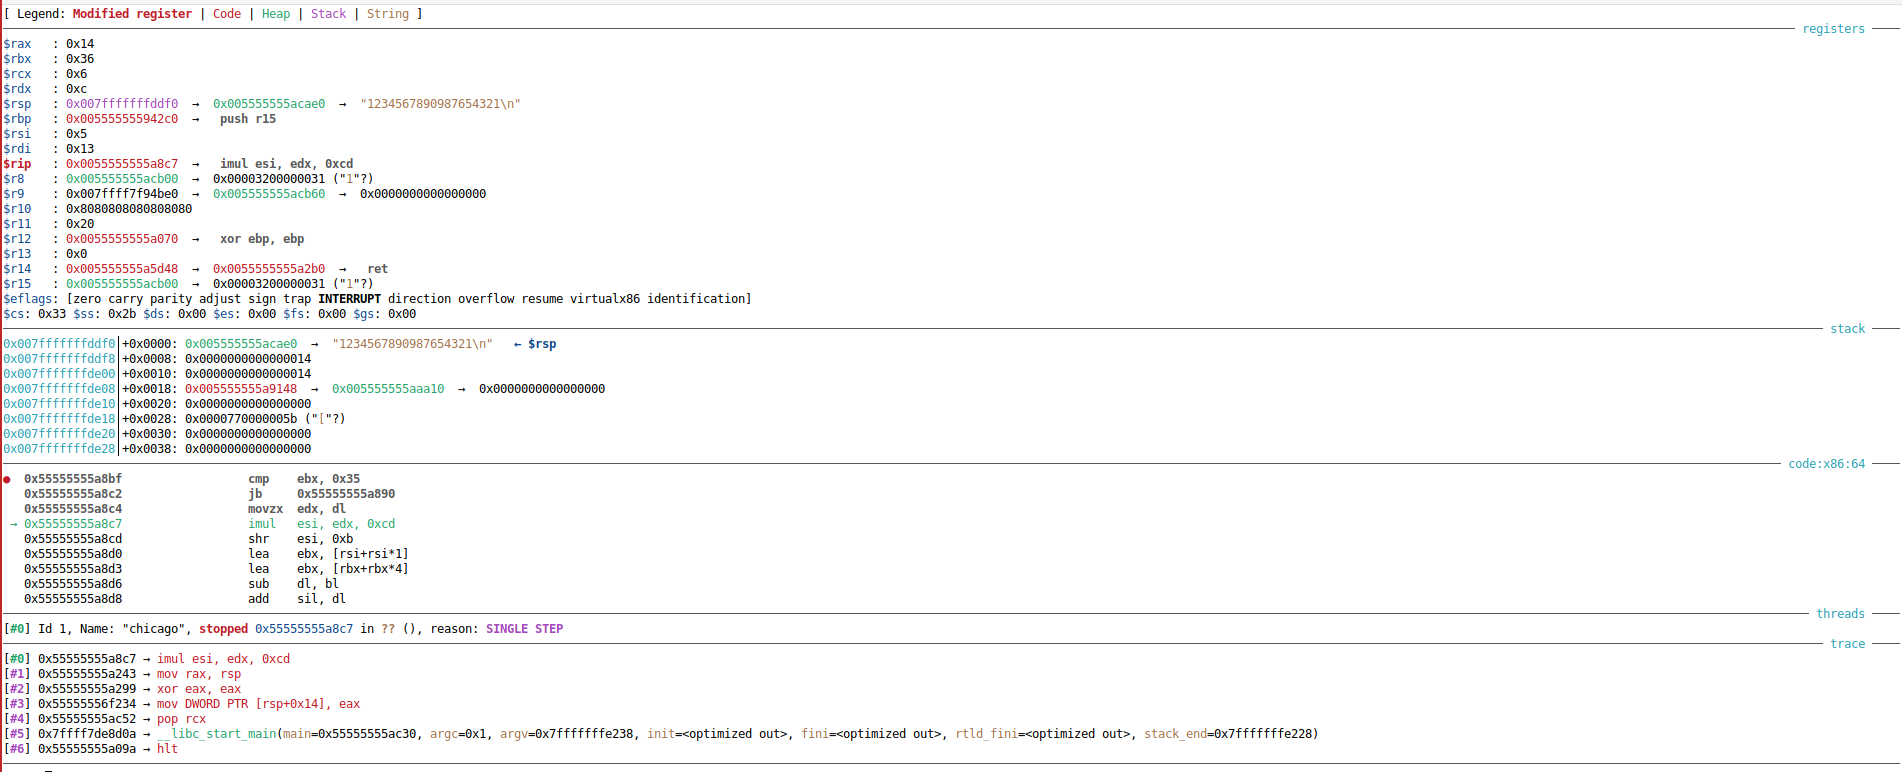 [ Legend: Modified register | Code | Heap | Stack | String ]
registers
$rax   : 0x14
$rbx   : 0x36
$rcx   : 0x6
$rdx   : 0xc
$rsp   : 0x007fffffffddf0  →  0x005555555acae0  →  "1234567890987654321\n"
$rbp   : 0x005555555942c0  →   push r15
$rsi   : 0x5
$rdi   : 0x13
$rip   : 0x0055555555a8c7  →   imul esi, edx, 0xcd
$r8    : 0x005555555acb00  →  0x00003200000031 ("1"?)
$r9    : 0x007ffff7f94be0  →  0x005555555acb60  →  0x0000000000000000
$r10   : 0x8080808080808080
$r11   : 0x20
$r12   : 0x0055555555a070  →   xor ebp, ebp
$r13   : 0x0
$r14   : 0x005555555a5d48  →  0x0055555555a2b0  →   ret
$r15   : 0x005555555acb00  →  0x00003200000031 ("1"?)
$eflags: [zero carry parity adjust sign trap INTERRUPT direction overflow resume virtualx86 identification]
$cs: 0x33 $ss: 0x2b $ds: 0x00 $es: 0x00 $fs: 0x00 $gs: 0x00
stack
0x007fffffffddf0│+0x0000: 0x005555555acae0  →  "1234567890987654321\n"   ← $rsp
0x007fffffffddf8│+0x0008: 0x0000000000000014
0x007fffffffde00│+0x0010: 0x0000000000000014
0x007fffffffde08│+0x0018: 0x005555555a9148  →  0x005555555aaa10  →  0x0000000000000000
0x007fffffffde10│+0x0020: 0x0000000000000000
0x007fffffffde18│+0x0028: 0x0000770000005b ("["?)
0x007fffffffde20│+0x0030: 0x0000000000000000
0x007fffffffde28│+0x0038: 0x0000000000000000
code:x86:64
● 0x55555555a8bf                  cmp    ebx, 0x35
0x55555555a8c2                  jb     0x55555555a890
0x55555555a8c4                  movzx  edx, dl
→ 0x55555555a8c7                  imul   esi, edx, 0xcd
0x55555555a8cd                  shr    esi, 0xb
0x55555555a8d0                  lea    ebx, [rsi+rsi*1]
0x55555555a8d3                  lea    ebx, [rbx+rbx*4]
0x55555555a8d6                  sub    dl, bl
0x55555555a8d8                  add    sil, dl
threads
[#0] Id 1, Name: "chicago", stopped 0x55555555a8c7 in ?? (), reason: SINGLE STEP
trace
[#0] 0x55555555a8c7 → imul esi, edx, 0xcd
[#1] 0x55555555a243 → mov rax, rsp
[#2] 0x55555555a299 → xor eax, eax
[#3] 0x55555556f234 → mov DWORD PTR [rsp+0x14], eax
[#4] 0x55555555ac52 → pop rcx
[#5] 0x7ffff7de8d0a → __libc_start_main(main=0x55555555ac30, argc=0x1, argv=0x7fffffffe238, init=<optimized out>, fini=<optimized out>, rtld_fini=<optimized out>, stack_end=0x7fffffffe228)
[#6] 0x55555555a09a → hlt